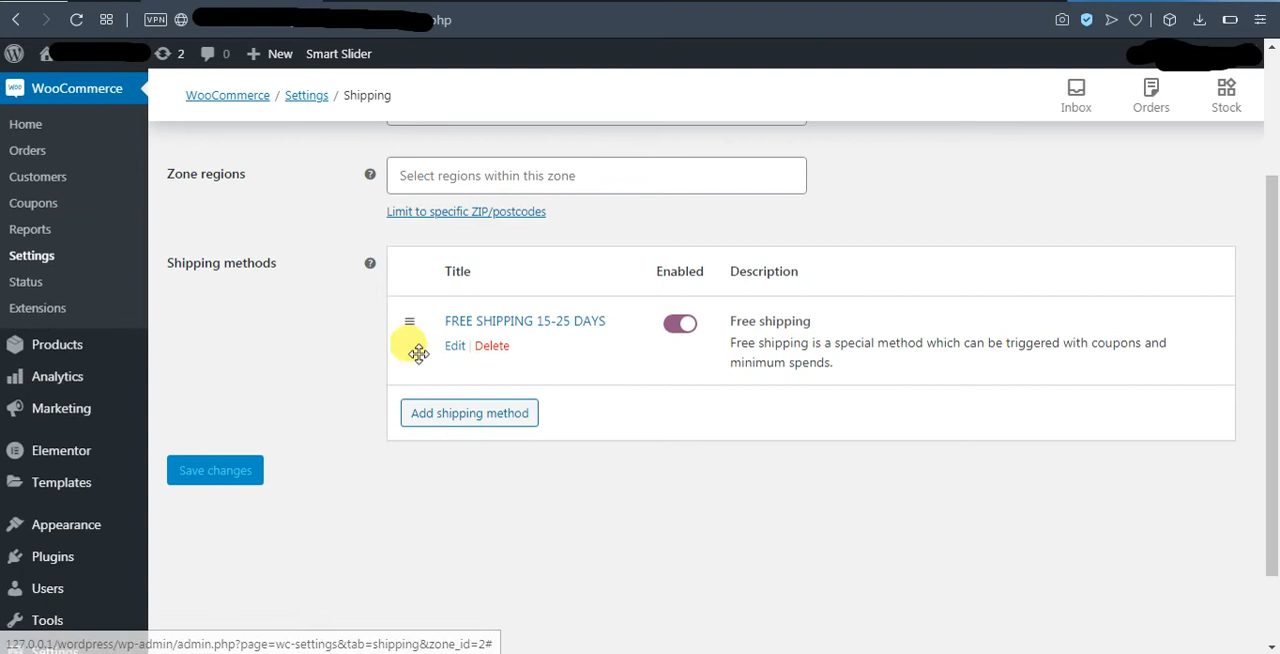 VPN
php
2
0
New
Smart Slider
WooCommerce
WooCommerce / Settings / Shipping
Inbox
Orders
Stock
Home
Orders
Customers
Coupons
Reports
Settings
Status
Extensions
Products
Analytics
Marketing
Elementor
Templates
Appearance
Plugins
Users
Tools
Zone regions
Select regions within this zone
Limit to specific ZIP/postcodes
Shipping methods
Title
Enabled
Description
FREE SHIPPING 15-25 DAYS
Edit | Delete
Free shipping
Free shipping is a special method which can be triggered with coupons and
minimum spends.
Add shipping method
Save changes
127.0.0.1/wordpress/wp-admin/admin.php?page=wc-settings&tab=shipping&zone_id=2#